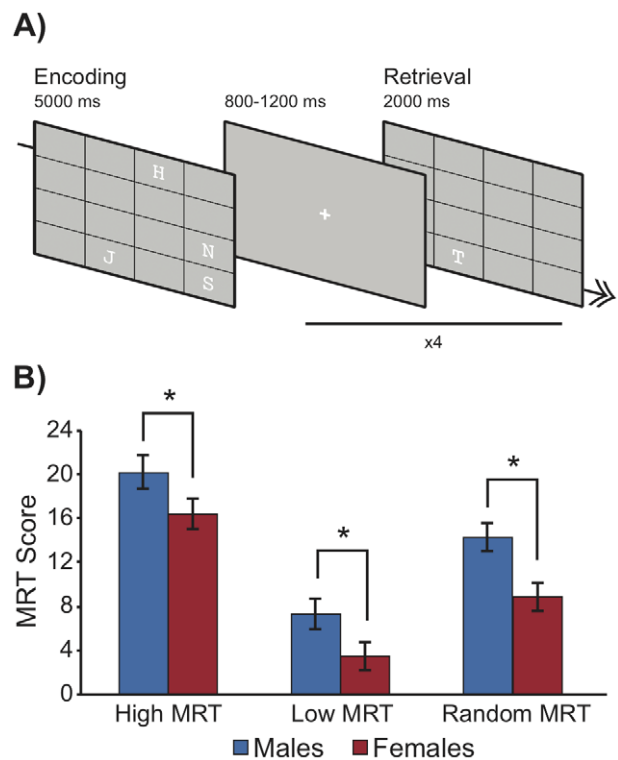 A)
Encoding
5000 ms
800-1200 ms
Retrieval
2000 ms
H
N
J
S
+
T
x4
B)
*
*
*
24
20
16
12
8
4
0
MRT Score
High MRT Low MRT Random MRT
Males Females